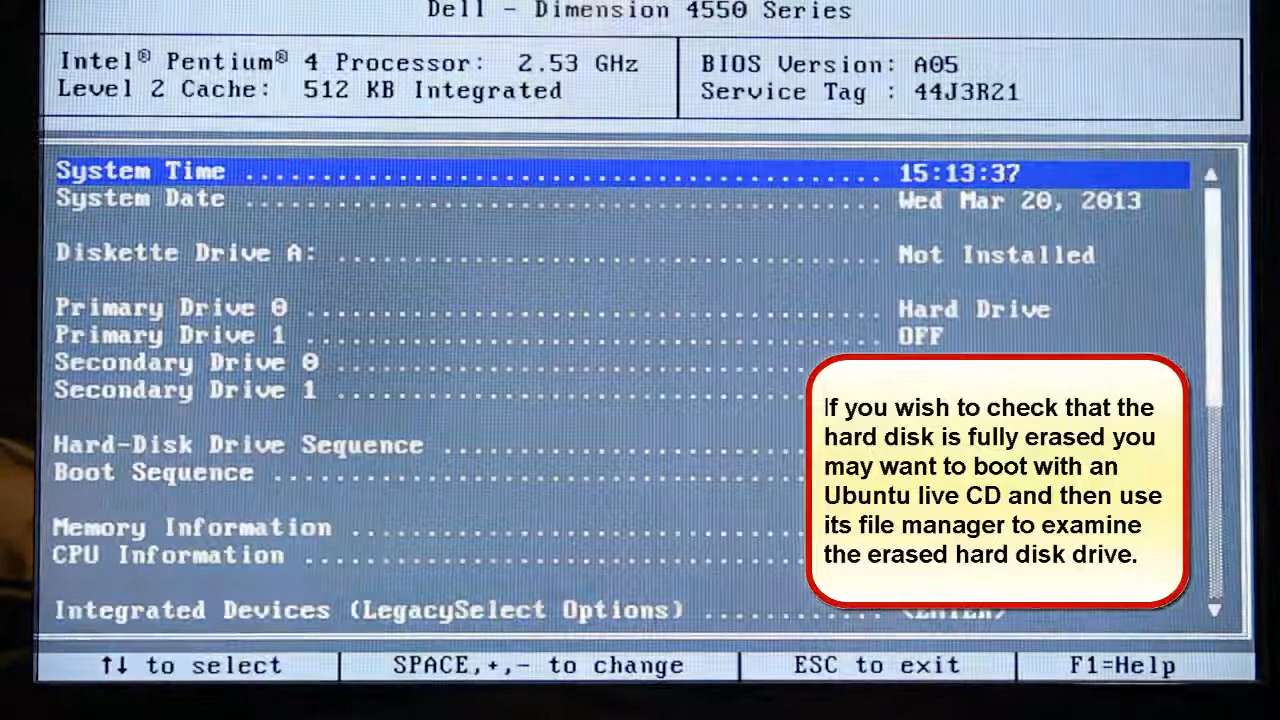 Dell - Dimension 4550 Series
Intel® Pentium® 4 Processor: 2.53 GHz
Level 2 Cache: 512 KB Integrated
BIOS Version: A05
Service Tag : 44J3R21
System Time ........................................ 15:13:37
System Date ........................................ Wed Mar 20, 2013
Diskette Drive A: .................................. Not Installed
Primary Drive 0 .................................... Hard Drive
Primary Drive 1 .................................... OFF
Secondary Drive 0 ..................................
Secondary Drive 1 ..................................
Hard-Disk Drive Sequence
Boot Sequence
Memory Information
CPU Information
Integrated Devices (LegacySelect Options) ............ <ENTER>
If you wish to check that the
hard disk is fully erased you
may want to boot with an
Ubuntu live CD and then use
its file manager to examine
the erased hard disk drive.
↑↓ to select
SPACE,+,- to change
ESC to exit
F1=Help